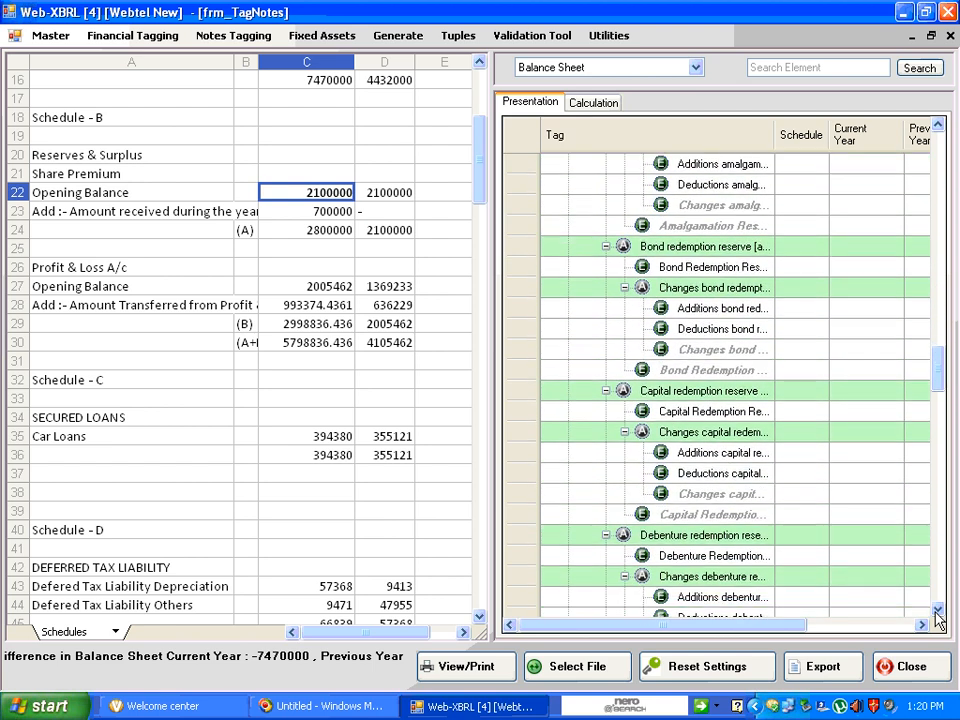 Web-XBRL [4] [Webtel New] - [frm_TagNotes]
Master Financial Tagging Notes Tagging Fixed Assets Generate Tuples Validation Tool Utilities
A B C D E
16 7470000 4432000
17
18 Schedule - B
19
20 Reserves & Surplus
21 Share Premium
22 Opening Balance 2100000 2100000
23 Add :- Amount received during the year 700000 -
24 (A) 2800000 2100000
25
26 Profit & Loss A/c
27 Opening Balance 2005462 1369233
28 Add :- Amount Transferred from Profit & 993374.4361 636229
29 (B) 2998836.436 2005462
30 (A+ 5798836.436 4105462
31
32 Schedule - C
33
34 SECURED LOANS
35 Car Loans 394380 355121
36 394380 355121
37
38
39
40 Schedule - D
41
42 DEFERRED TAX LIABILITY
43 Defered Tax Liability Depreciation 57368 9413
44 Deferred Tax Liability Others 9471 47955
45 66839 57368
Schedules
Balance Sheet Search Element Search
Presentation Calculation
Tag Schedule Current Year Prev Year
Additions amalgam...
Deductions amalg...
Changes amalg...
Amalgamation Res...
Bond redemption reserve [a...
Bond Redemption Res...
Changes bond redempt...
Additions bond red...
Deductions bond r...
Changes bond ...
Bond Redemption ...
Capital redemption reserve ...
Capital Redemption Re...
Changes capital redem...
Additions capital re...
Deductions capital...
Changes capit...
Capital Redemptio...
Debenture redemption rese...
Debenture Redemption...
Changes debenture re...
Additions debentur...
Deductions debent...
ifference in Balance Sheet Current Year : -7470000 , Previous Year
View/Print Select File Reset Settings Export Close
start Welcome center Untitled - Windows M... Web-XBRL [4] [Webt... nero SEARCH 1:20 PM